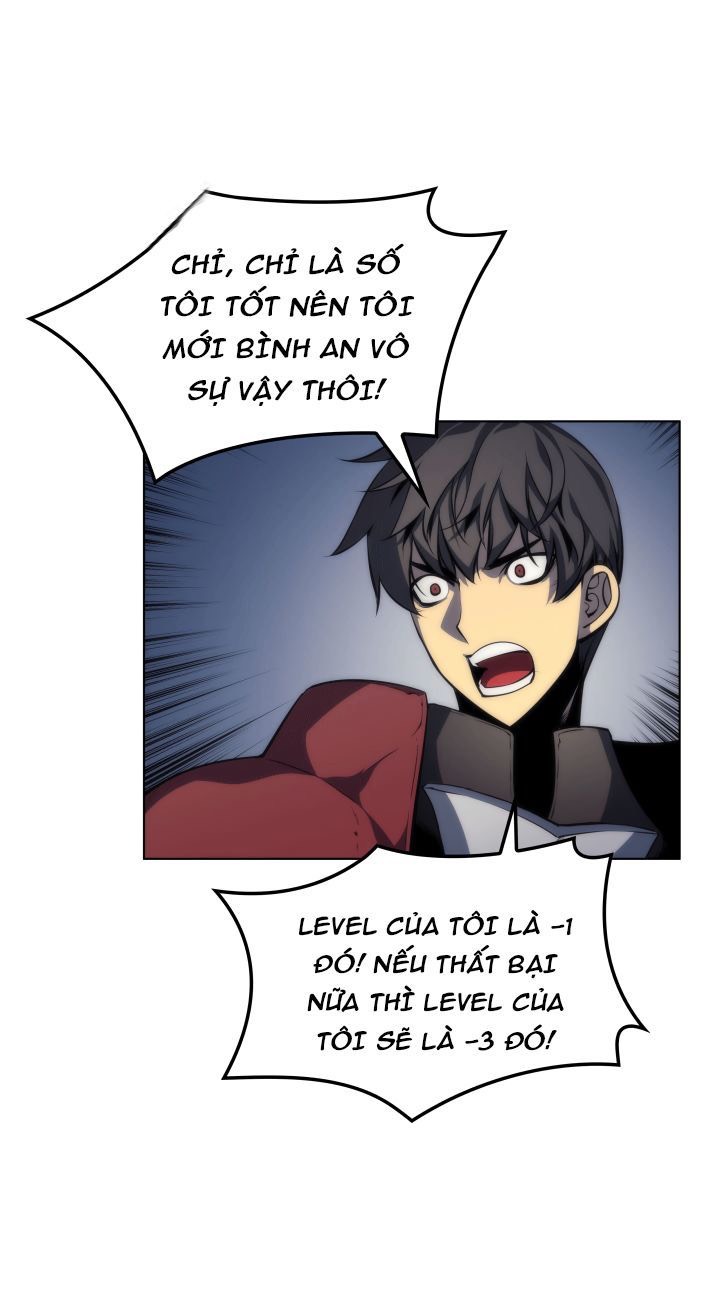 CHỈ, CHỈ LÀ SỐ
TÔI TỐT NÊN TÔI
MỚI BÌNH AN VÔ
SỰ VẬY THÔI!
LEVEL CỦA TÔI LÀ -1
ĐÓ! NẾU THẤT BẠI
NỮA THÌ LEVEL CỦA
TÔI SẼ LÀ -3 ĐÓ!